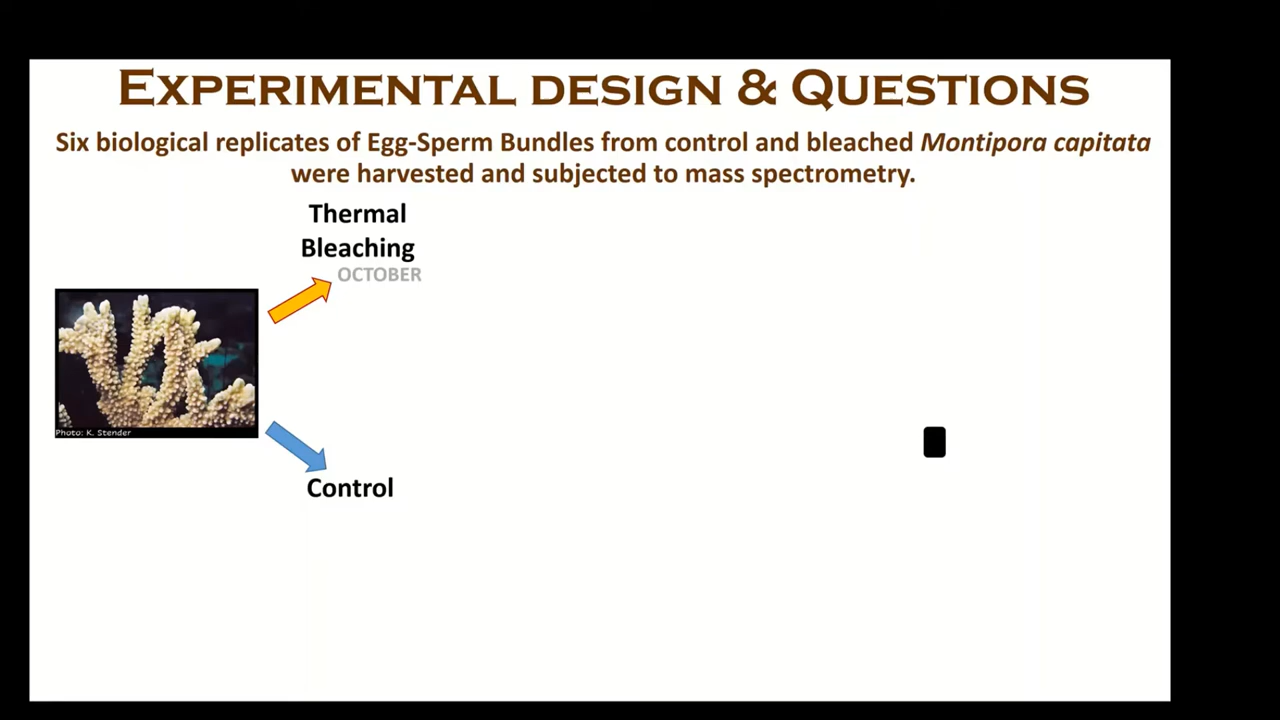 EXPERIMENTAL DESIGN & QUESTIONS
Six biological replicates of Egg-Sperm Bundles from control and bleached Montipora capitata
were harvested and subjected to mass spectrometry.
Thermal
Bleaching
OCTOBER
Photo: K. Stender
Control